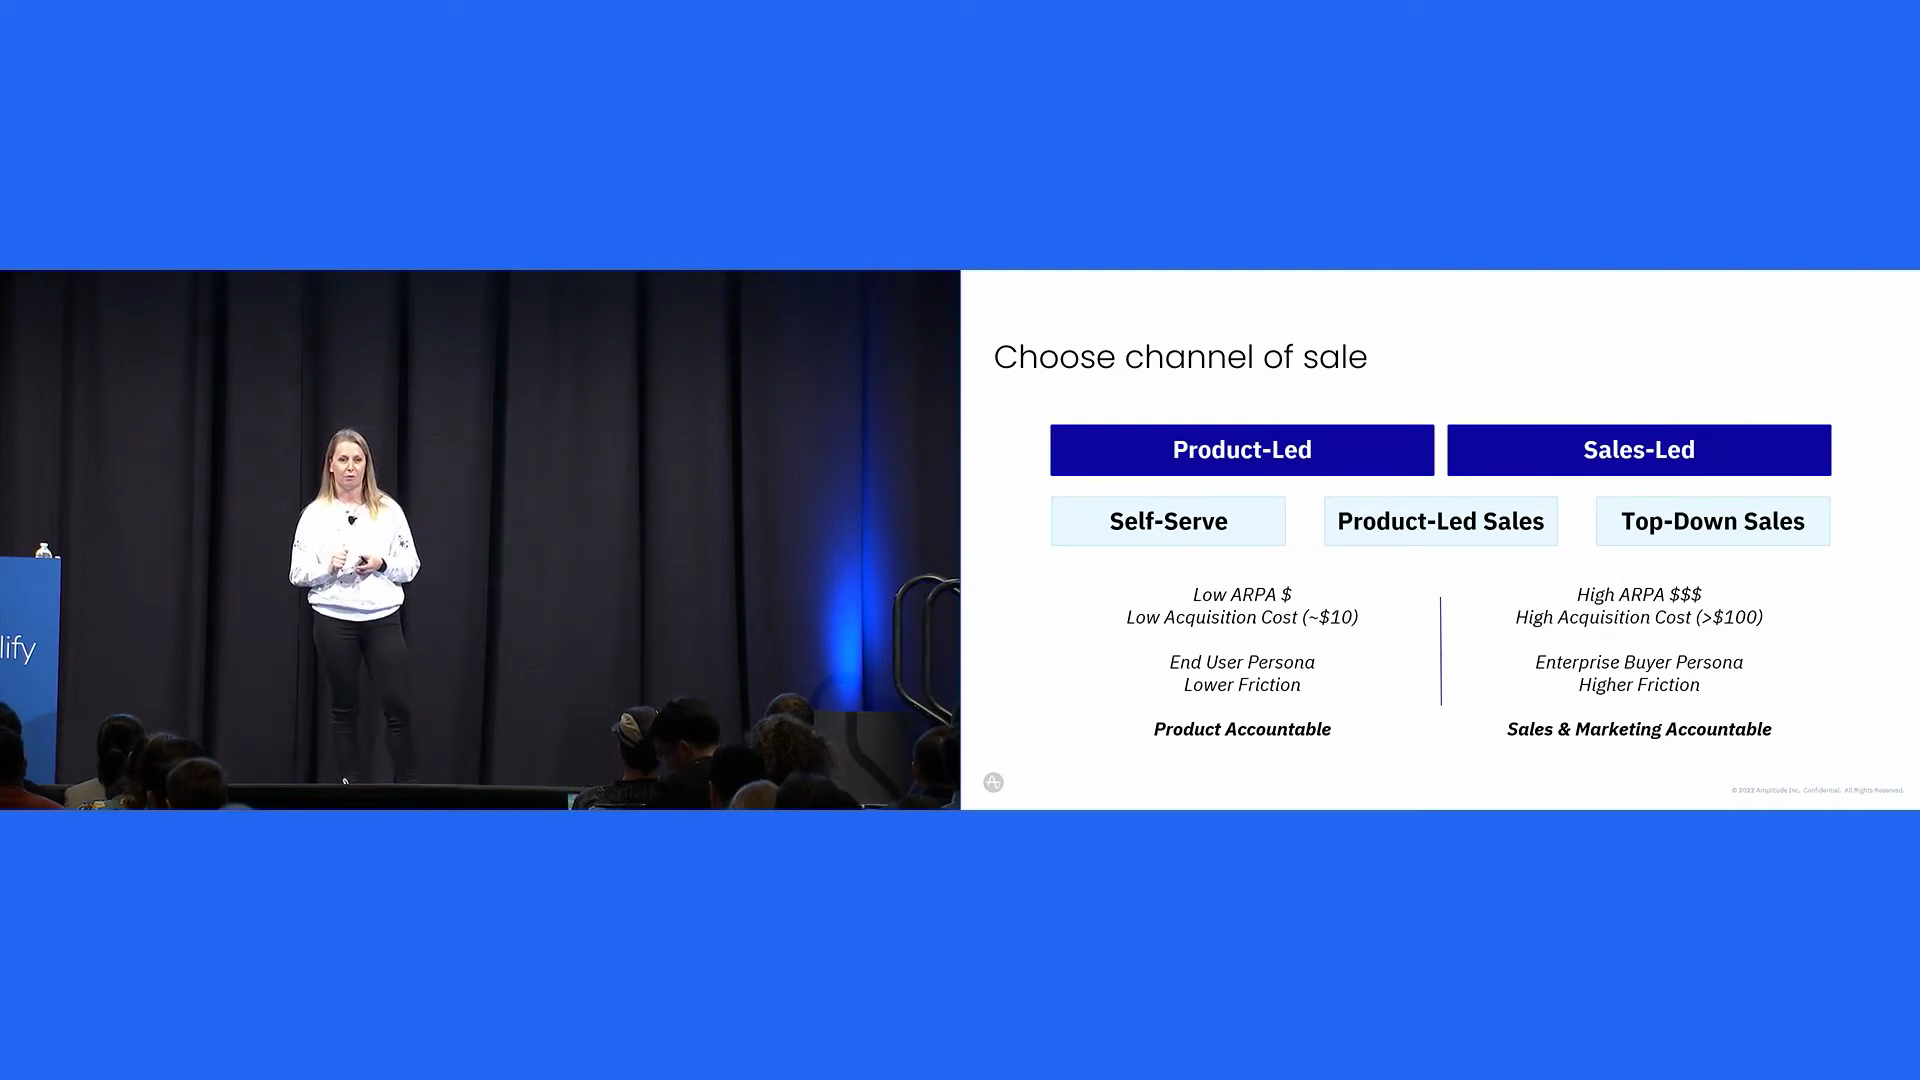 lify
Choose channel of sale
Product-Led
Sales-Led
Self-Serve
Product-Led Sales
Top-Down Sales
Low ARPA $
Low Acquisition Cost (~$10)
End User Persona
Lower Friction
Product Accountable
High ARPA $$$
High Acquisition Cost (>$100)
Enterprise Buyer Persona
Higher Friction
Sales & Marketing Accountable
© 2022 Amplitude Inc. Confidential. All Rights Reserved.